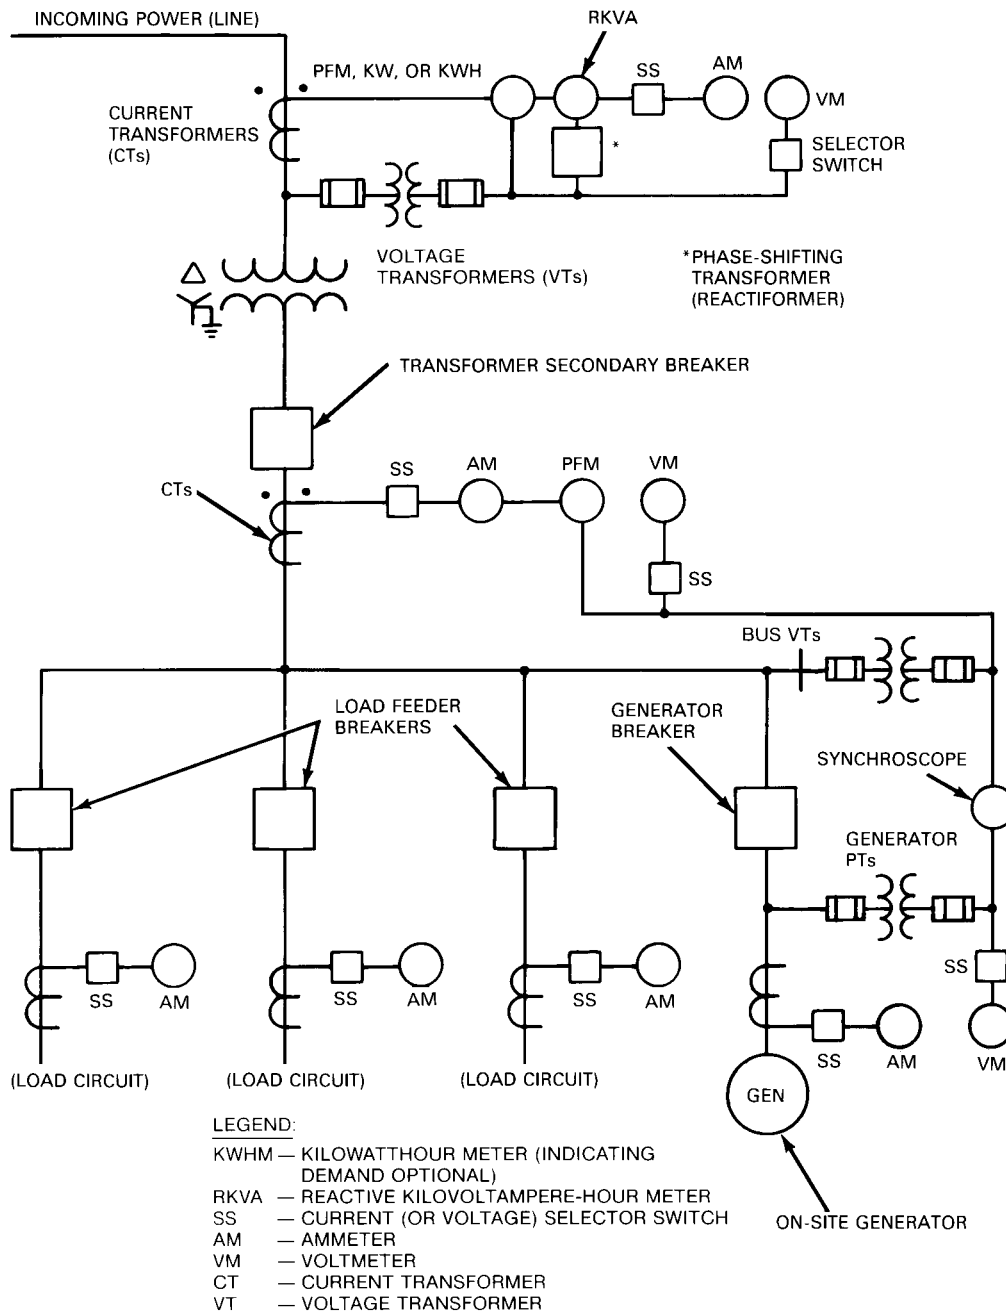 INCOMING POWER (LINE)
RKVA
PFM, KW, OR KWH
SS
AM
VM
CURRENT
TRANSFORMERS
(CTs)
*
SELECTOR
SWITCH
VOLTAGE
TRANSFORMERS (VTs)
*PHASE-SHIFTING
TRANSFORMER
(REACTIFORMER)
TRANSFORMER SECONDARY BREAKER
CTs
SS
AM
PFM
VM
SS
BUS VTs
LOAD FEEDER
BREAKERS
GENERATOR
BREAKER
SYNCHROSCOPE
GENERATOR
PTs
SS
AM
SS
AM
SS
AM
SS
SS
AM
VM
(LOAD CIRCUIT)
(LOAD CIRCUIT)
(LOAD CIRCUIT)
GEN
ON-SITE GENERATOR
LEGEND:
KWHM — KILOWATTHOUR METER (INDICATING
DEMAND OPTIONAL)
RKVA — REACTIVE KILOVOLTAMPERE-HOUR METER
SS — CURRENT (OR VOLTAGE) SELECTOR SWITCH
AM — AMMETER
VM — VOLTMETER
CT — CURRENT TRANSFORMER
VT — VOLTAGE TRANSFORMER